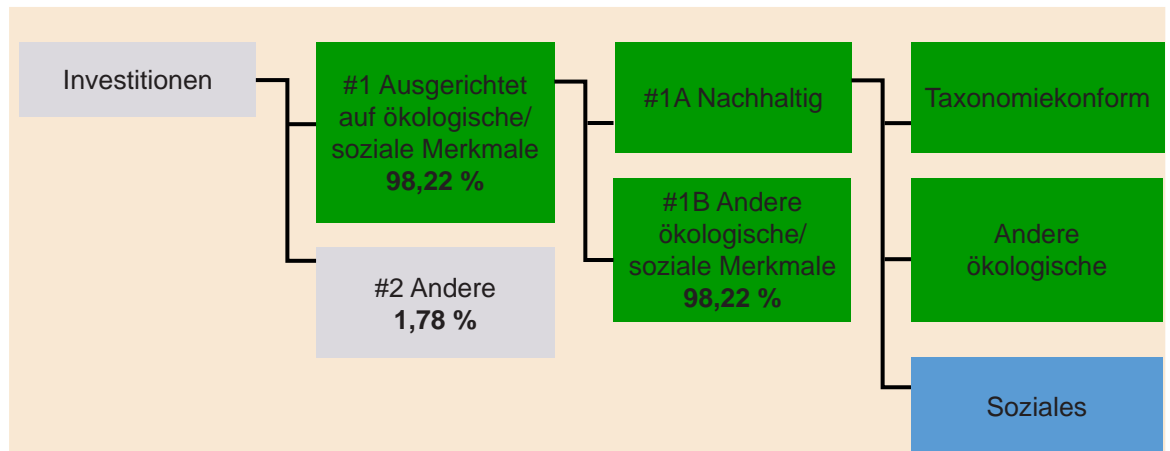 Investitionen
#1 Ausgerichtet
auf ökologische/
soziale Merkmale
98,22 %
#2 Andere
1,78 %
#1A Nachhaltig
#1B Andere
ökologische/
soziale Merkmale
98,22 %
Taxonomiekonform
Andere
ökologische
Soziales